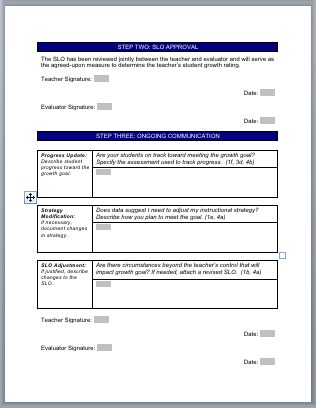 STEP TWO: SLO APPROVAL
The SLO has been reviewed jointly between the teacher and evaluator and will serve as
the agreed-upon measure to determine the teacher's student growth rating.
Teacher Signature:
Date:
Evaluator Signature:
Date:
STEP THREE: ONGOING COMMUNICATION
Progress Update:
Describe student
progress toward the
growth goal.
Are your students on track toward meeting the growth goal?
Specify the assessment used to track progress. (1f, 3d, 4b)
Strategy
Modification:
If necessary,
document changes
in strategy.
Does data suggest I need to adjust my instructional strategy?
Describe how you plan to meet the goal. (1e, 4a)
SLO Adjustment:
If justified, describe
changes to the
SLO.
Are there circumstances beyond the teacher's control that will
impact growth goal? If needed, attach a revised SLO. (1b, 4a)
Teacher Signature:
Date:
Evaluator Signature:
Date: